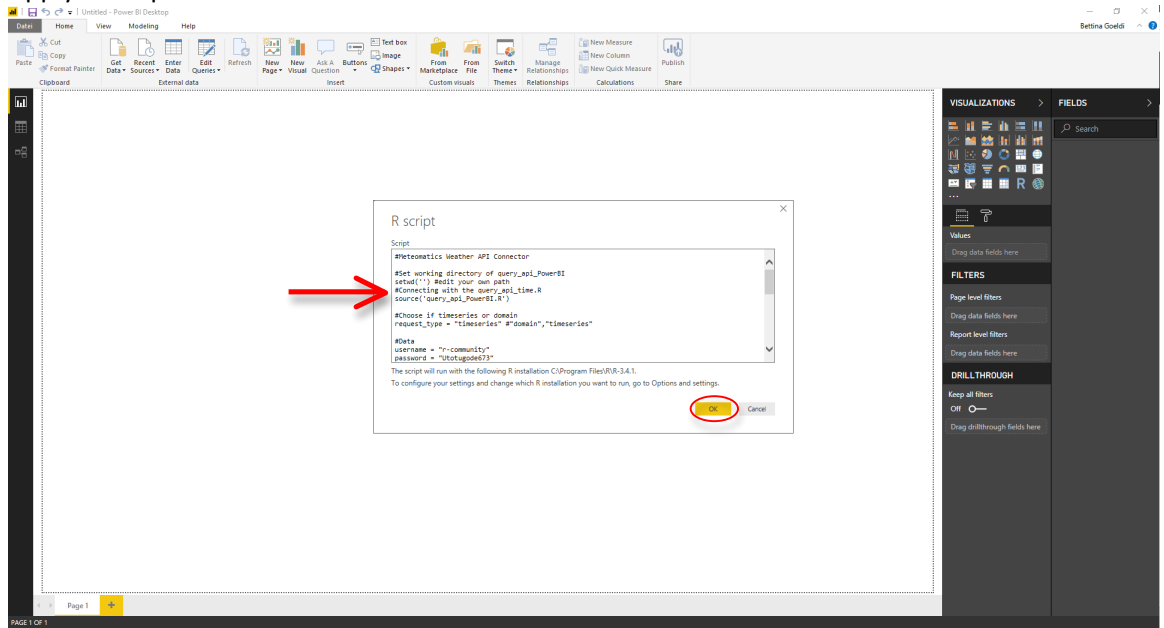 Untitled - Power BI Desktop
Datei Home View Modeling Help
Bettina Goeldi
Paste
Cut
Copy
Format Painter
Clipboard
Get Data
Recent Sources
Enter Data
Edit Queries
External data
Refresh
New Page
New Visual
Ask A Question
Buttons
Text box
Image
Shapes
Insert
From Marketplace
From File
Custom visuals
Switch Theme
Themes
Manage Relationships
Relationships
New Measure
New Column
New Quick Measure
Calculations
Publish
Share
R script
Script
#Meteomatics Weather API Connector
#Set working directory of query_api_PowerBI
setwd('') #edit your own path
#Connecting with the query_api_time.R
source('query_api_PowerBI.R')
#Choose if timeseries or domain
request_type = "timeseries" #"domain","timeseries"
#Data
username = "r-community"
password = "Utotugode673"
The script will run with the following R installation C:\Program Files\R\R-3.4.1.
To configure your settings and change which R installation you want to run, go to Options and settings.
OK Cancel
VISUALIZATIONS
R
Values
Drag data fields here
FILTERS
Page level filters
Drag data fields here
Report level filters
Drag data fields here
DRILLTHROUGH
Keep all filters
Off
Drag drillthrough fields here
FIELDS
Search
Page 1
PAGE 1 OF 1